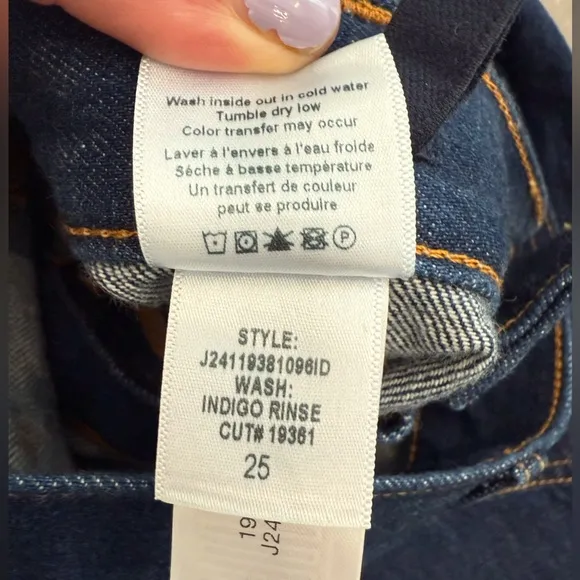 Wash inside out in cold water
Tumble dry low
Color transfer may occur
Laver à l'envers à l'eau froide
Séche à basse température
Un transfert de couleur
peut se produire
P
STYLE:
J24119381096ID
WASH:
INDIGO RINSE
CUT# 19361
25
19
J24